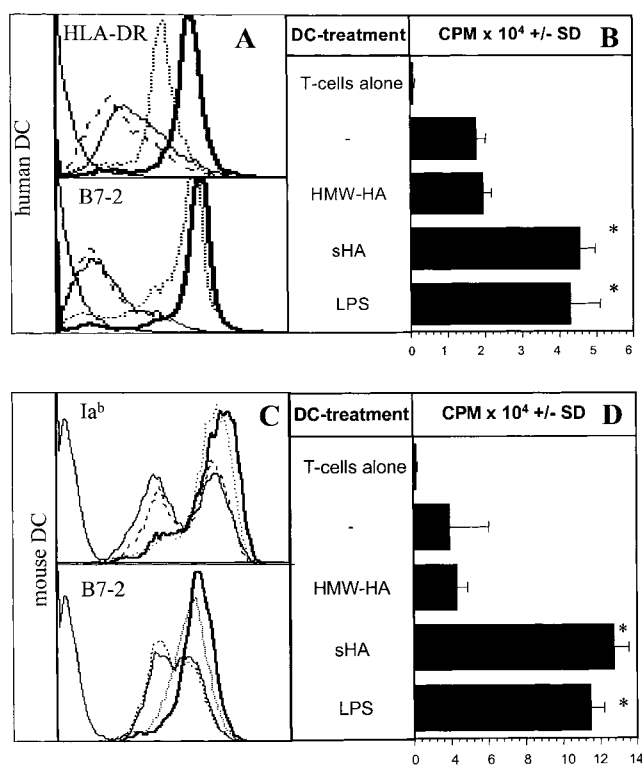 HLA-DR A DC-treatment CPM x 10⁴ +/- SD B
T-cells alone
-
HMW-HA
B7-2
sHA *
LPS *
human DC
0 1 2 3 4 5 6
Iaᵇ C DC-treatment CPM x 10⁴ +/- SD D
T-cells alone
-
HMW-HA
B7-2
sHA *
LPS *
mouse DC
0 4 6 8 10 12 14